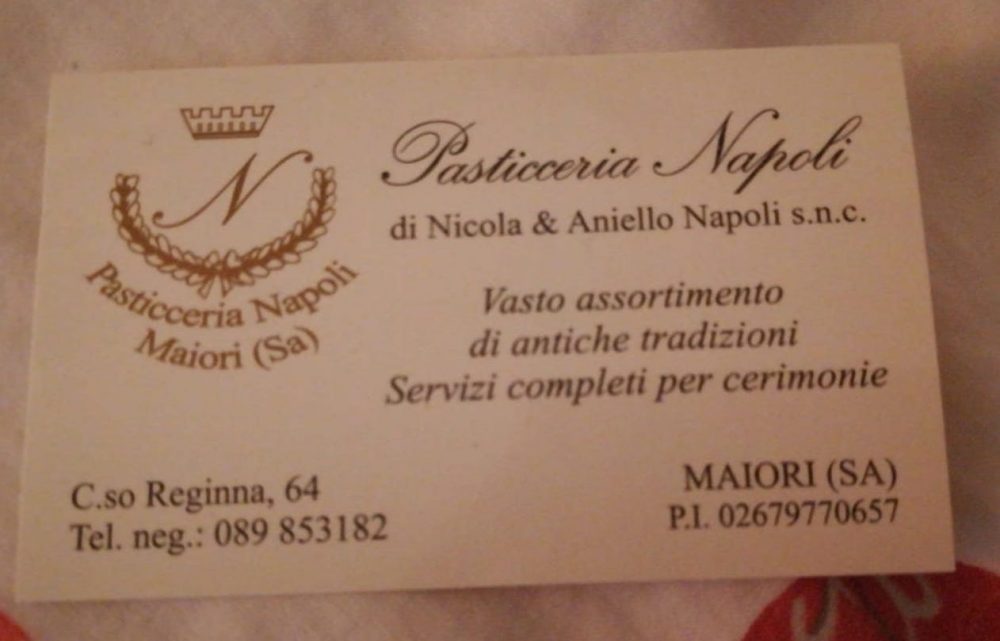 N
Pasticceria Napoli
Maiori (Sa)
Pasticceria Napoli
di Nicola & Aniello Napoli s.n.c.
Vasto assortimento
di antiche tradizioni
Servizi completi per cerimonie
C.so Reginna, 64
Tel. neg.: 089 853182
MAIORI (SA)
P.I. 02679770657